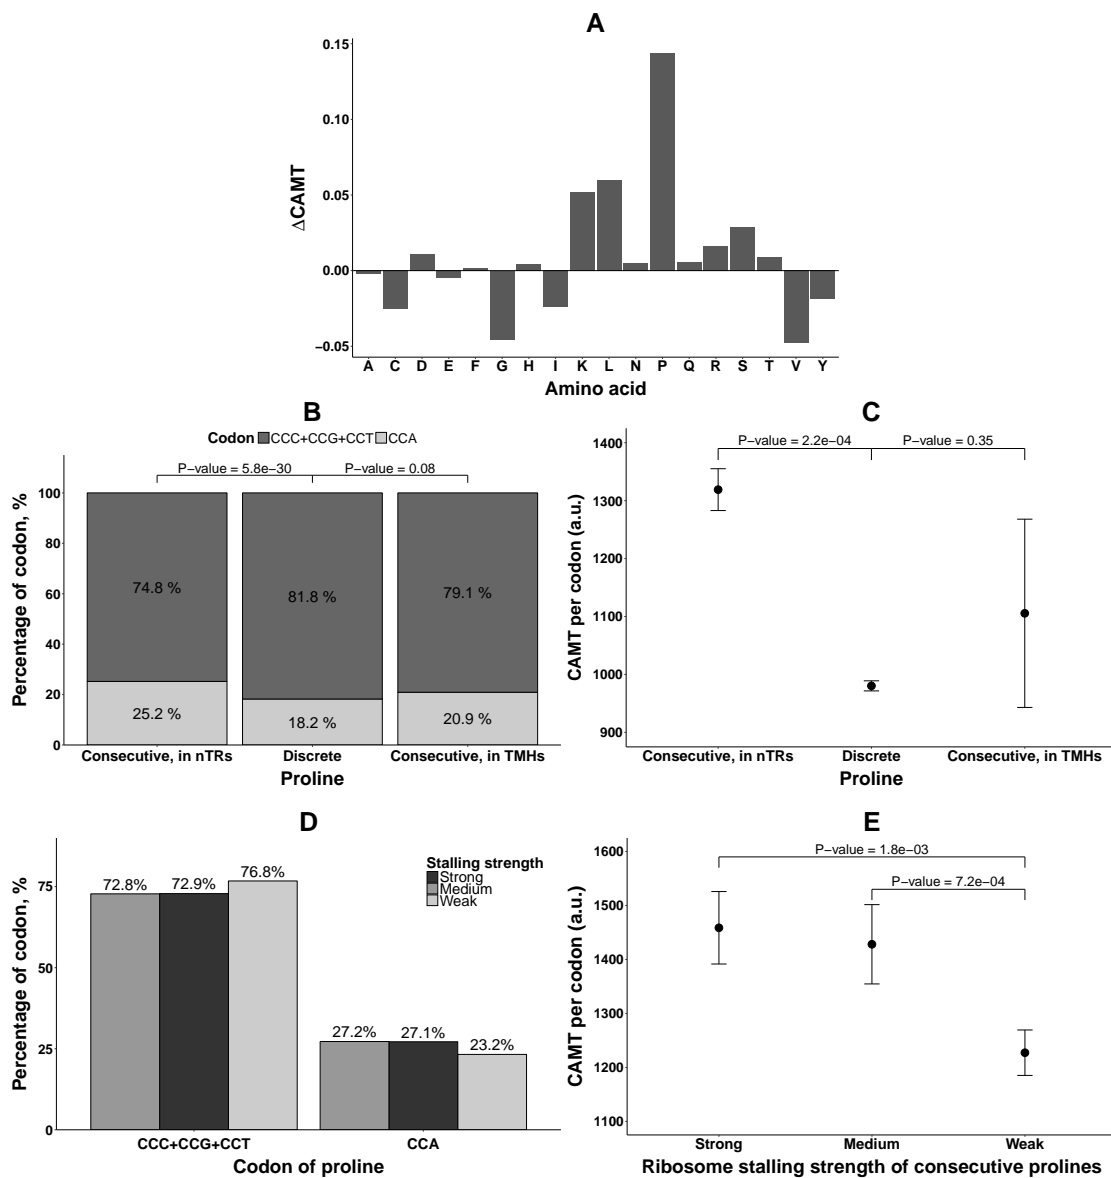 A
0.15
0.10
0.05
0.00
−0.05
ΔCAMT
A C D E F G H I K L N P Q R S T V Y
Amino acid
B
Codon CCC+CCG+CCT CCA
P−value = 5.8e−30 P−value = 0.08
100
80
60
40
20
0
Percentage of codon, %
74.8 % 81.8 % 79.1 %
25.2 % 18.2 % 20.9 %
Consecutive, in nTRs Discrete Consecutive, in TMHs
Proline
C
1400
1300
1200
1100
1000
900
CAMT per codon (a.u.)
P−value = 2.2e−04 P−value = 0.35
Consecutive, in nTRs Discrete Consecutive, in TMHs
Proline
D
75
50
25
0
Percentage of codon, %
Stalling strength
Strong
Medium
Weak
72.8% 72.9% 76.8%
27.2% 27.1% 23.2%
CCC+CCG+CCT CCA
Codon of proline
E
1600
1500
1400
1300
1200
1100
CAMT per codon (a.u.)
P−value = 1.8e−03
P−value = 7.2e−04
Strong Medium Weak
Ribosome stalling strength of consecutive prolines